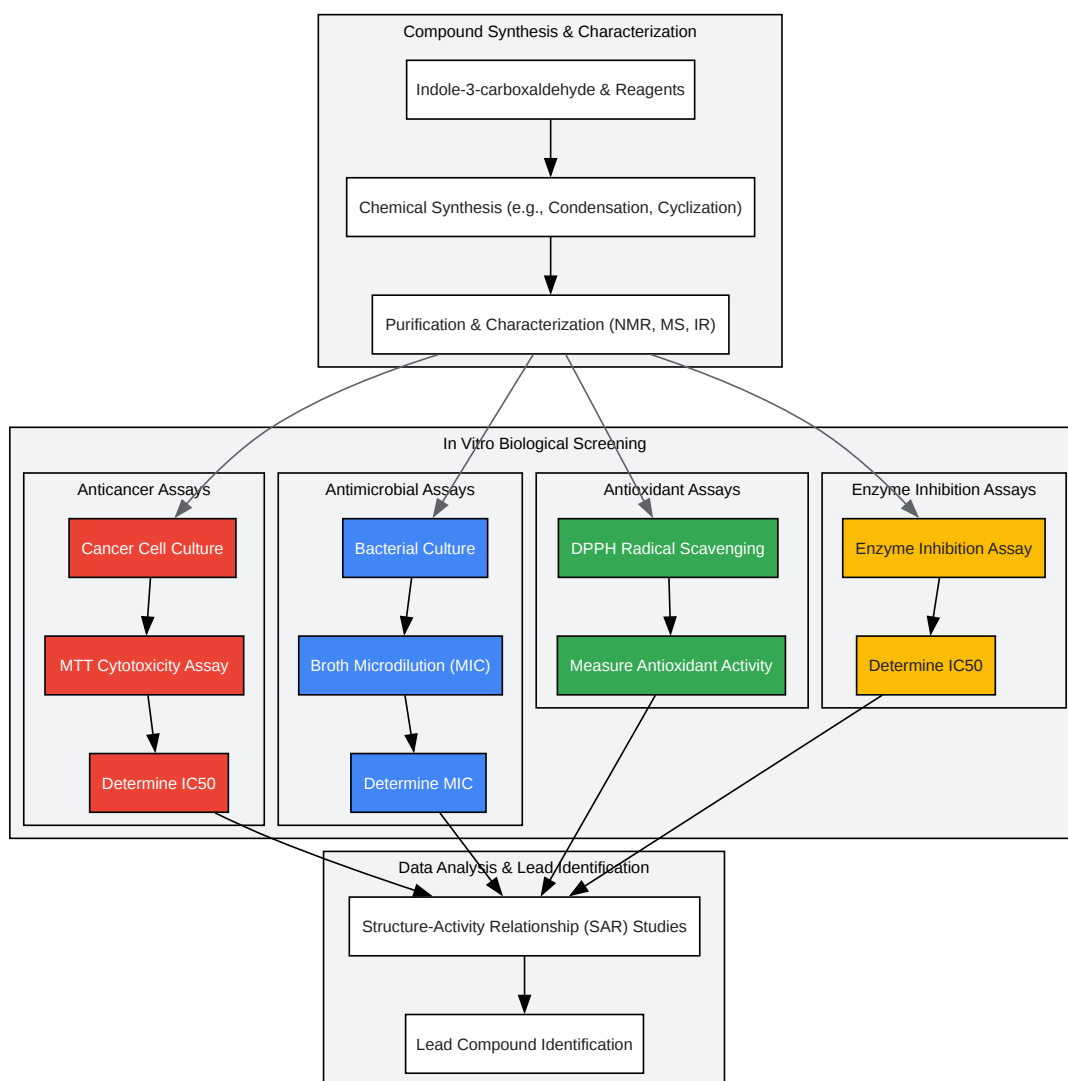 Compound Synthesis & Characterization
Indole-3-carboxaldehyde & Reagents
Chemical Synthesis (e.g., Condensation, Cyclization)
Purification & Characterization (NMR, MS, IR)
In Vitro Biological Screening
Anticancer Assays
Cancer Cell Culture
MTT Cytotoxicity Assay
Determine IC50
Antimicrobial Assays
Bacterial Culture
Broth Microdilution (MIC)
Determine MIC
Antioxidant Assays
DPPH Radical Scavenging
Measure Antioxidant Activity
Enzyme Inhibition Assays
Enzyme Inhibition Assay
Determine IC50
Data Analysis & Lead Identification
Structure-Activity Relationship (SAR) Studies
Lead Compound Identification